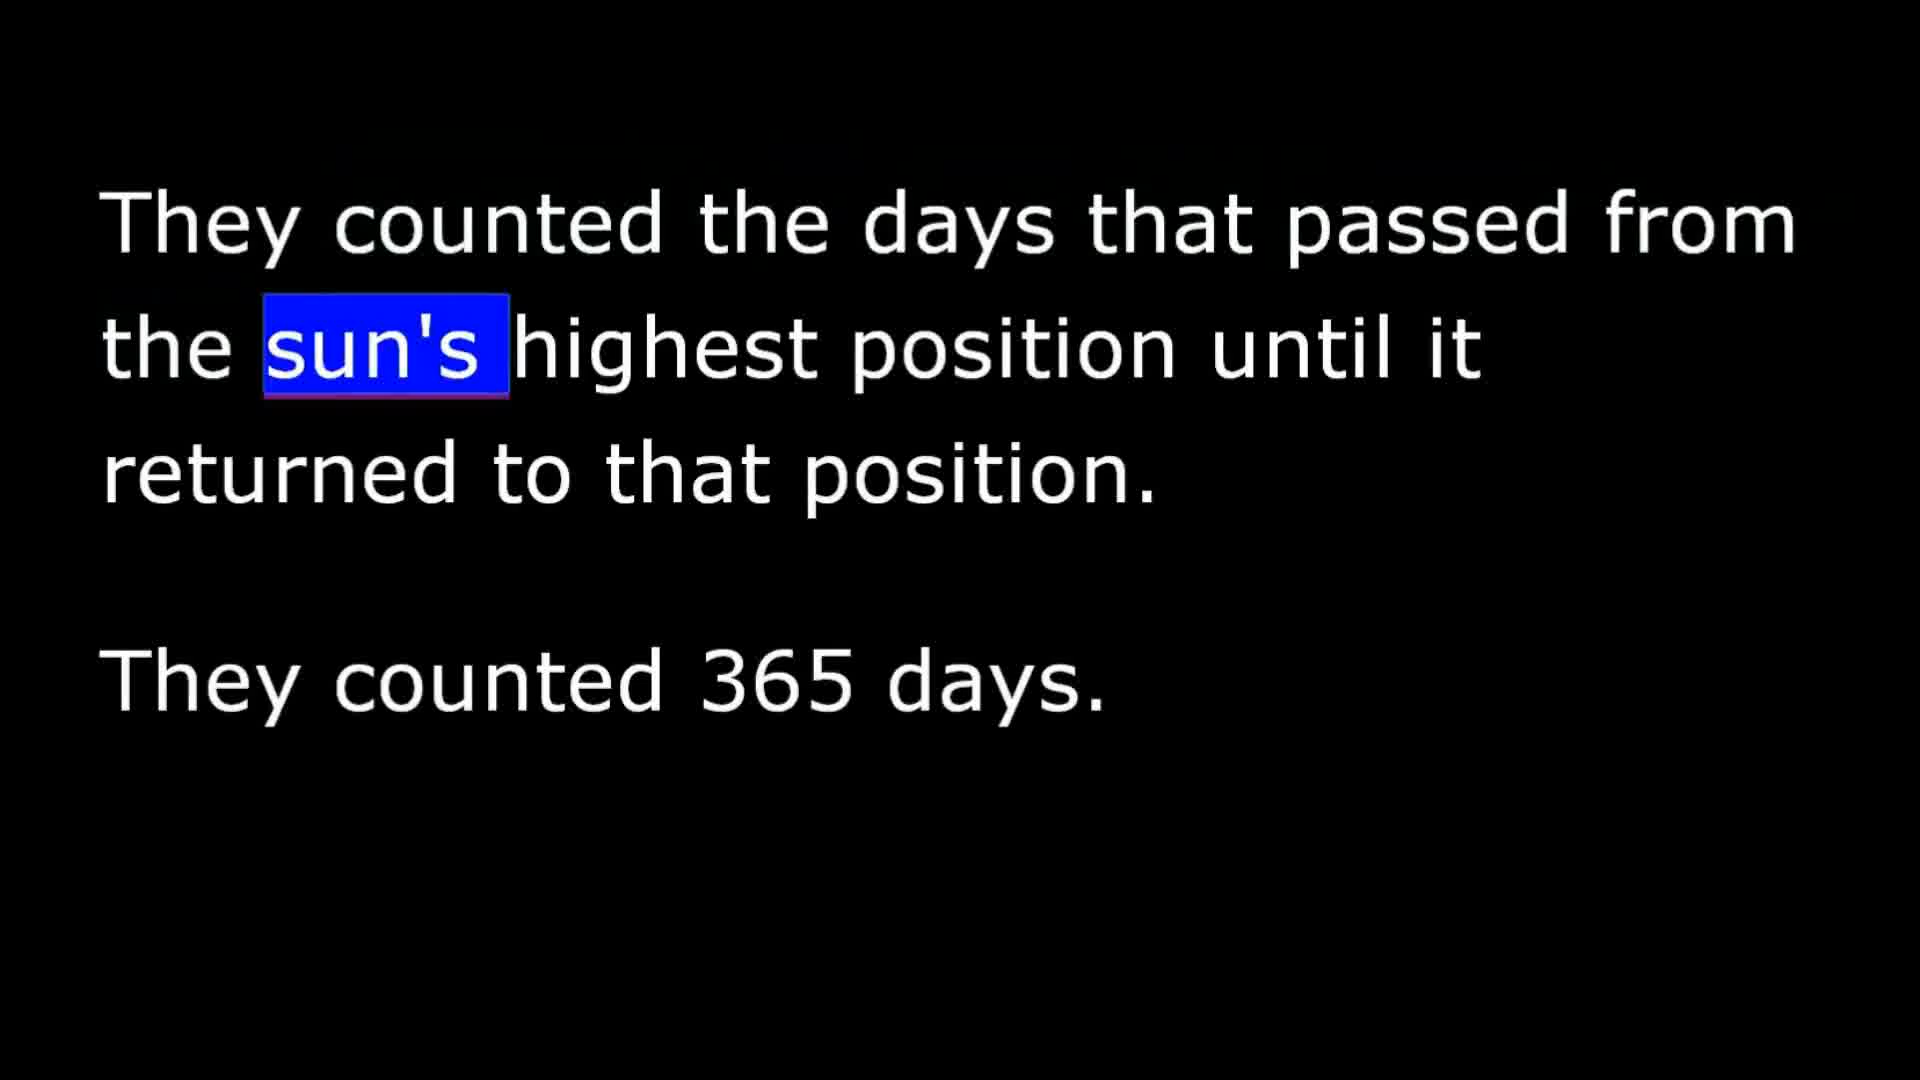 They counted the days that passed from
the sun's highest position until it
returned to that position.
They counted 365 days.